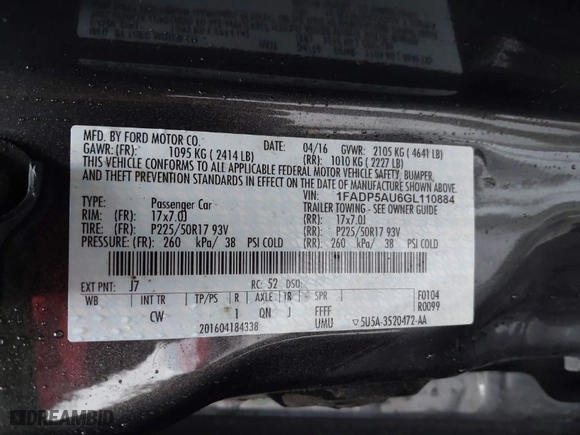 MFD. BY FORD MOTOR CO.
DATE: 04/16 GVWR: 2105 KG ( 4641 LB)
GAWR: (FR): 1095 KG ( 2414 LB) (RR): 1010 KG ( 2227 LB)
THIS VEHICLE CONFORMS TO ALL APPLICABLE FEDERAL MOTOR VEHICLE SAFETY, BUMPER,
AND THEFT PREVENTION STANDARDS IN EFFECT ON THE DATE OF MANUFACTURE SHOWN ABOVE.
VIN: 1FADP5AU6GL110884
TYPE: Passenger Car TRAILER TOWING - SEE OWNER GUIDE
RIM: (FR) 17x7.0J (RR): 17x7.0J
TIRE: (FR): P225/50R17 93V (RR): P225/50R17 93V
PRESSURE: (FR) 260 kPa/ 38 PSI COLD (RR): 260 kPa/ 38 PSI COLD
EXT PNT: J7 RC: 52 DSO:
WB INT TR TP/PS R AXLE TR SPR F0104
CW 1 QN J FFFF R0099
201604184338 UMU ▽5U5A-3520472-AA
DREAMBID